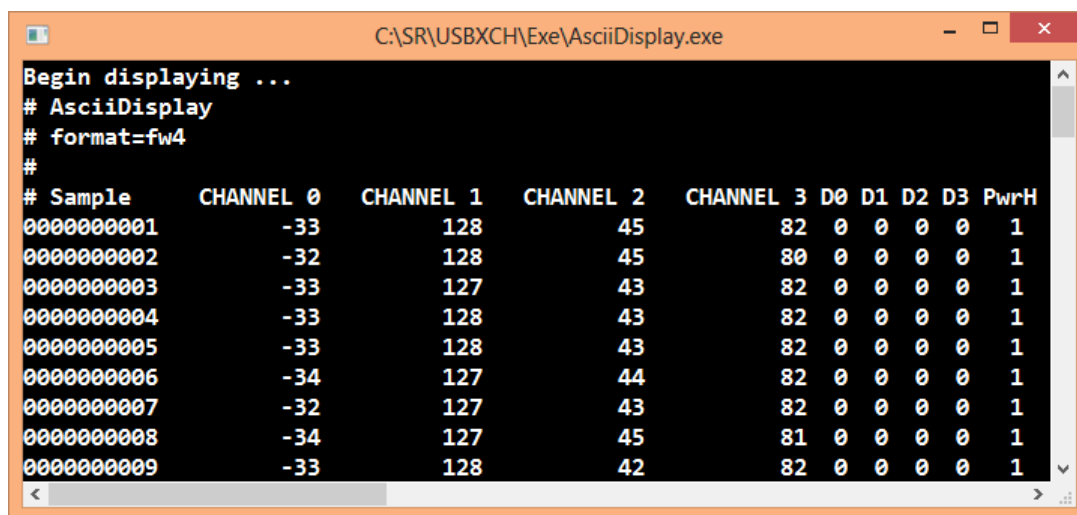 C:\SR\USBXCH\Exe\AsciiDisplay.exe
Begin displaying ...
# AsciiDisplay
# format=fw4
#
# Sample CHANNEL 0 CHANNEL 1 CHANNEL 2 CHANNEL 3 D0 D1 D2 D3 PwrH
0000000001 -33 128 45 82 0 0 0 0 1
0000000002 -32 128 45 80 0 0 0 0 1
0000000003 -33 127 43 82 0 0 0 0 1
0000000004 -33 128 43 82 0 0 0 0 1
0000000005 -33 128 43 82 0 0 0 0 1
0000000006 -34 127 44 82 0 0 0 0 1
0000000007 -32 127 43 82 0 0 0 0 1
0000000008 -34 127 45 81 0 0 0 0 1
0000000009 -33 128 42 82 0 0 0 0 1